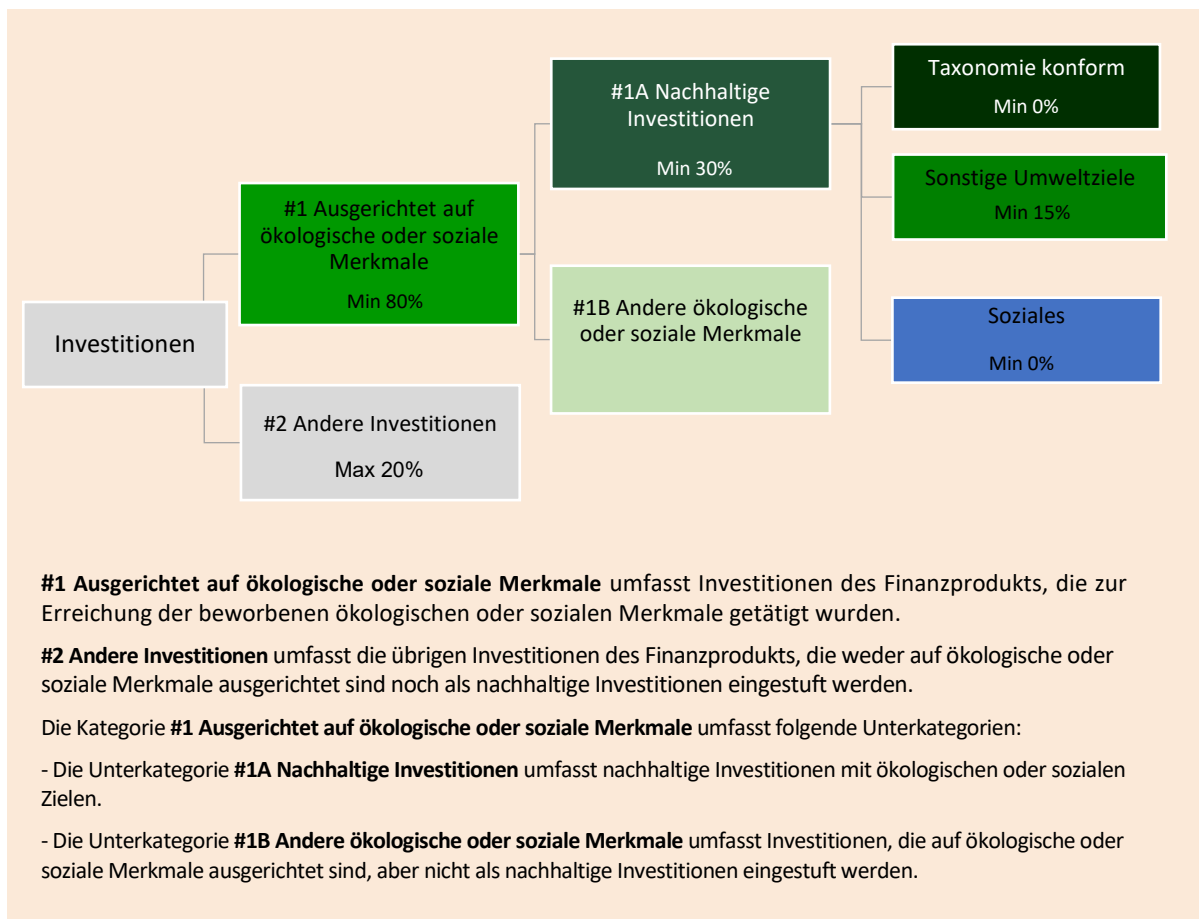 Investitionen
#1 Ausgerichtet auf
ökologische oder soziale
Merkmale
Min 80%
#2 Andere Investitionen
Max 20%
#1A Nachhaltige
Investitionen
Min 30%
#1B Andere ökologische
oder soziale Merkmale
Taxonomie konform
Min 0%
Sonstige Umweltziele
Min 15%
Soziales
Min 0%
#1 Ausgerichtet auf ökologische oder soziale Merkmale umfasst Investitionen des Finanzprodukts, die zur
Erreichung der beworbenen ökologischen oder sozialen Merkmale getätigt wurden.
#2 Andere Investitionen umfasst die übrigen Investitionen des Finanzprodukts, die weder auf ökologische oder
soziale Merkmale ausgerichtet sind noch als nachhaltige Investitionen eingestuft werden.
Die Kategorie #1 Ausgerichtet auf ökologische oder soziale Merkmale umfasst folgende Unterkategorien:
- Die Unterkategorie #1A Nachhaltige Investitionen umfasst nachhaltige Investitionen mit ökologischen oder sozialen
Zielen.
- Die Unterkategorie #1B Andere ökologische oder soziale Merkmale umfasst Investitionen, die auf ökologische oder
soziale Merkmale ausgerichtet sind, aber nicht als nachhaltige Investitionen eingestuft werden.